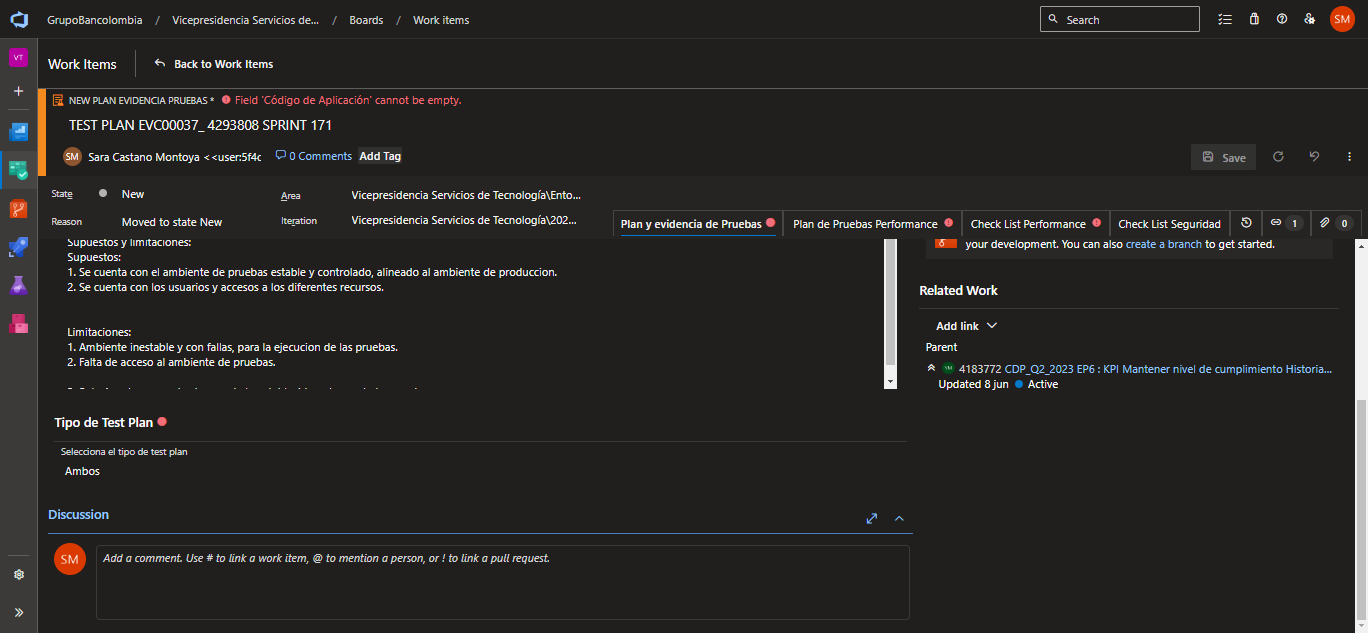 GrupoBancolombia / Vicepresidencia Servicios de... / Boards / Work items
Search
SM
VT
Work Items
Back to Work Items
NEW PLAN EVIDENCIA PRUEBAS * Field 'Código de Aplicación' cannot be empty.
TEST PLAN EVC00037_ 4293808 SPRINT 171
SM Sara Castano Montoya < <user:5f4c
0 Comments
Add Tag
Save
State New
Area Vicepresidencia Servicios de Tecnología\Ento...
Reason Moved to state New
Iteration Vicepresidencia Servicios de Tecnología\202...
Plan y evidencia de Pruebas
Plan de Pruebas Performance
Check List Performance
Check List Seguridad
1
0
Supuestos y limitaciones:
Supuestos:
1. Se cuenta con el ambiente de pruebas estable y controlado, alineado al ambiente de produccion.
2. Se cuenta con los usuarios y accesos a los diferentes recursos.
Limitaciones:
1. Ambiente inestable y con fallas, para la ejecucion de las pruebas.
2. Falta de acceso al ambiente de pruebas.
Tipo de Test Plan
Selecciona el tipo de test plan
Ambos
Discussion
SM
Add a comment. Use # to link a work item, @ to mention a person, or ! to link a pull request.
your development. You can also create a branch to get started.
Related Work
Add link
Parent
4183772 CDP_Q2_2023 EP6 : KPI Mantener nivel de cumplimiento Historia...
Updated 8 jun Active